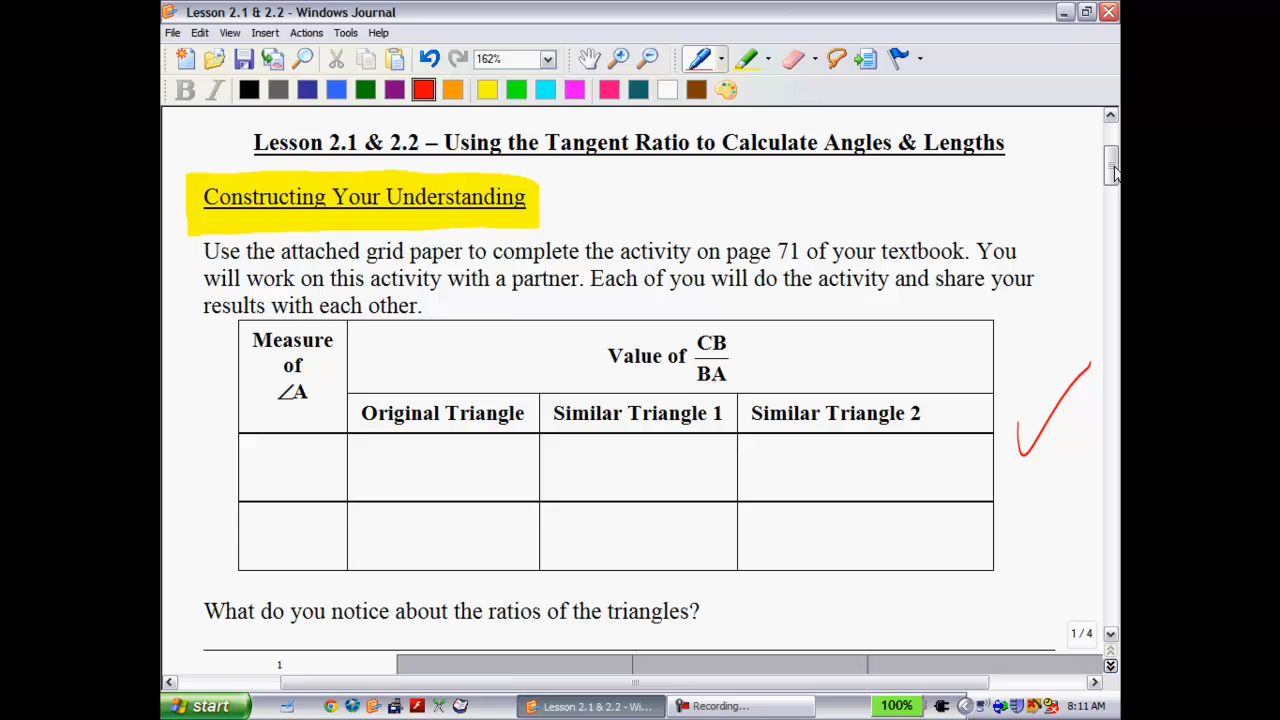 Lesson 2.1 & 2.2 - Windows Journal
File Edit View Insert Actions Tools Help
162%
B I
Lesson 2.1 & 2.2 – Using the Tangent Ratio to Calculate Angles & Lengths
Constructing Your Understanding
Use the attached grid paper to complete the activity on page 71 of your textbook. You
will work on this activity with a partner. Each of you will do the activity and share your
results with each other.
Measure
of
∠A
Value of CB
BA
Original Triangle Similar Triangle 1 Similar Triangle 2
What do you notice about the ratios of the triangles?
1 / 4
1
start
Lesson 2.1 & 2.2 - Wi...
Recording...
100%
8:11 AM